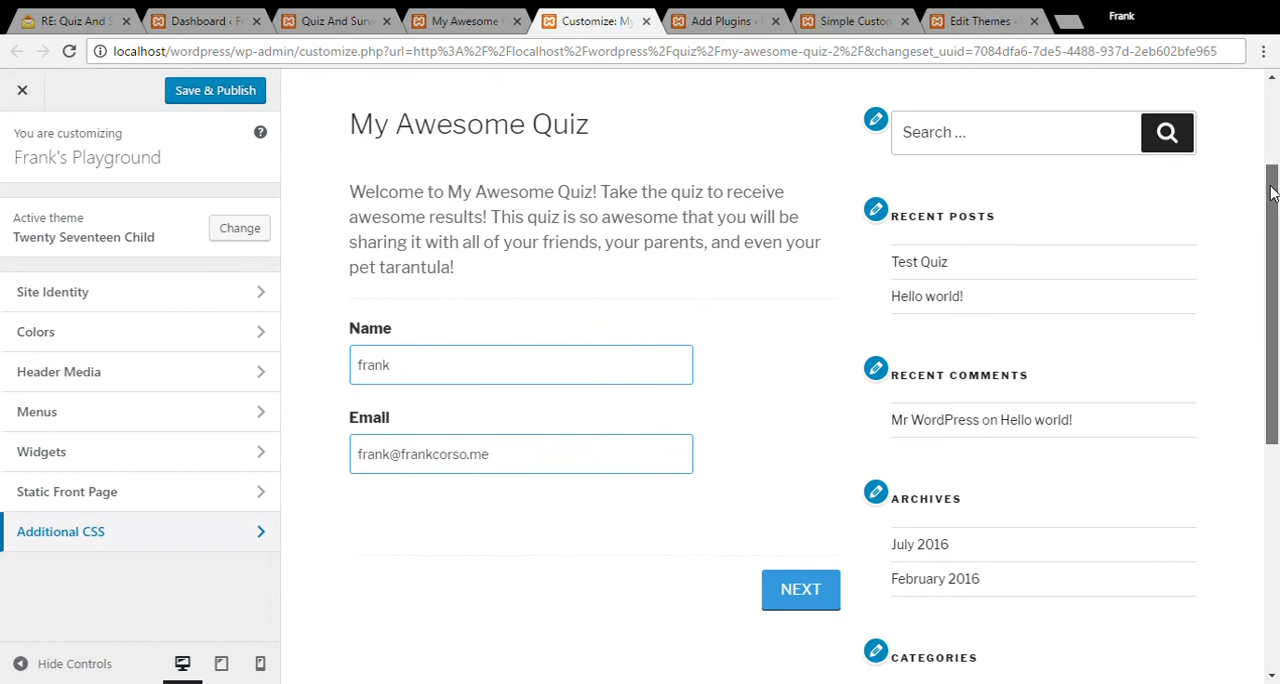 RE: Quiz And S
Dashboard ‹ F
Quiz And Surv
My Awesome
Customize: My
Add Plugins ‹
Simple Custom
Edit Themes ‹
Frank
localhost/wordpress/wp-admin/customize.php?url=http%3A%2F%2Flocalhost%2Fwordpress%2Fquiz%2Fmy-awesome-quiz-2%2F&changeset_uuid=7084dfa6-7de5-4488-937d-2eb602bfe965
Save & Publish
You are customizing
Frank's Playground
Active theme
Twenty Seventeen Child
Change
Site Identity
Colors
Header Media
Menus
Widgets
Static Front Page
Additional CSS
Hide Controls
My Awesome Quiz
Welcome to My Awesome Quiz! Take the quiz to receive
awesome results! This quiz is so awesome that you will be
sharing it with all of your friends, your parents, and even your
pet tarantula!
Name
frank
Email
frank@frankcorso.me
NEXT
Search ...
RECENT POSTS
Test Quiz
Hello world!
RECENT COMMENTS
Mr WordPress on Hello world!
ARCHIVES
July 2016
February 2016
CATEGORIES